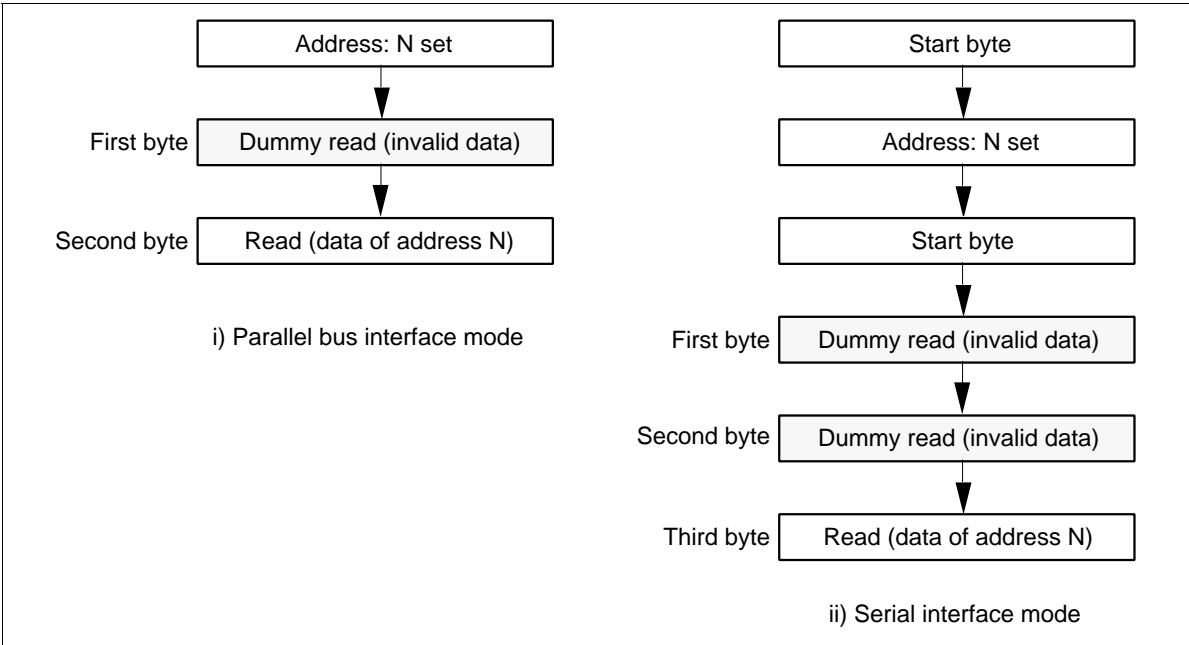 Address: N set
First byte
Dummy read (invalid data)
Second byte
Read (data of address N)
i) Parallel bus interface mode
Start byte
Address: N set
Start byte
First byte
Dummy read (invalid data)
Second byte
Dummy read (invalid data)
Third byte
Read (data of address N)
ii) Serial interface mode